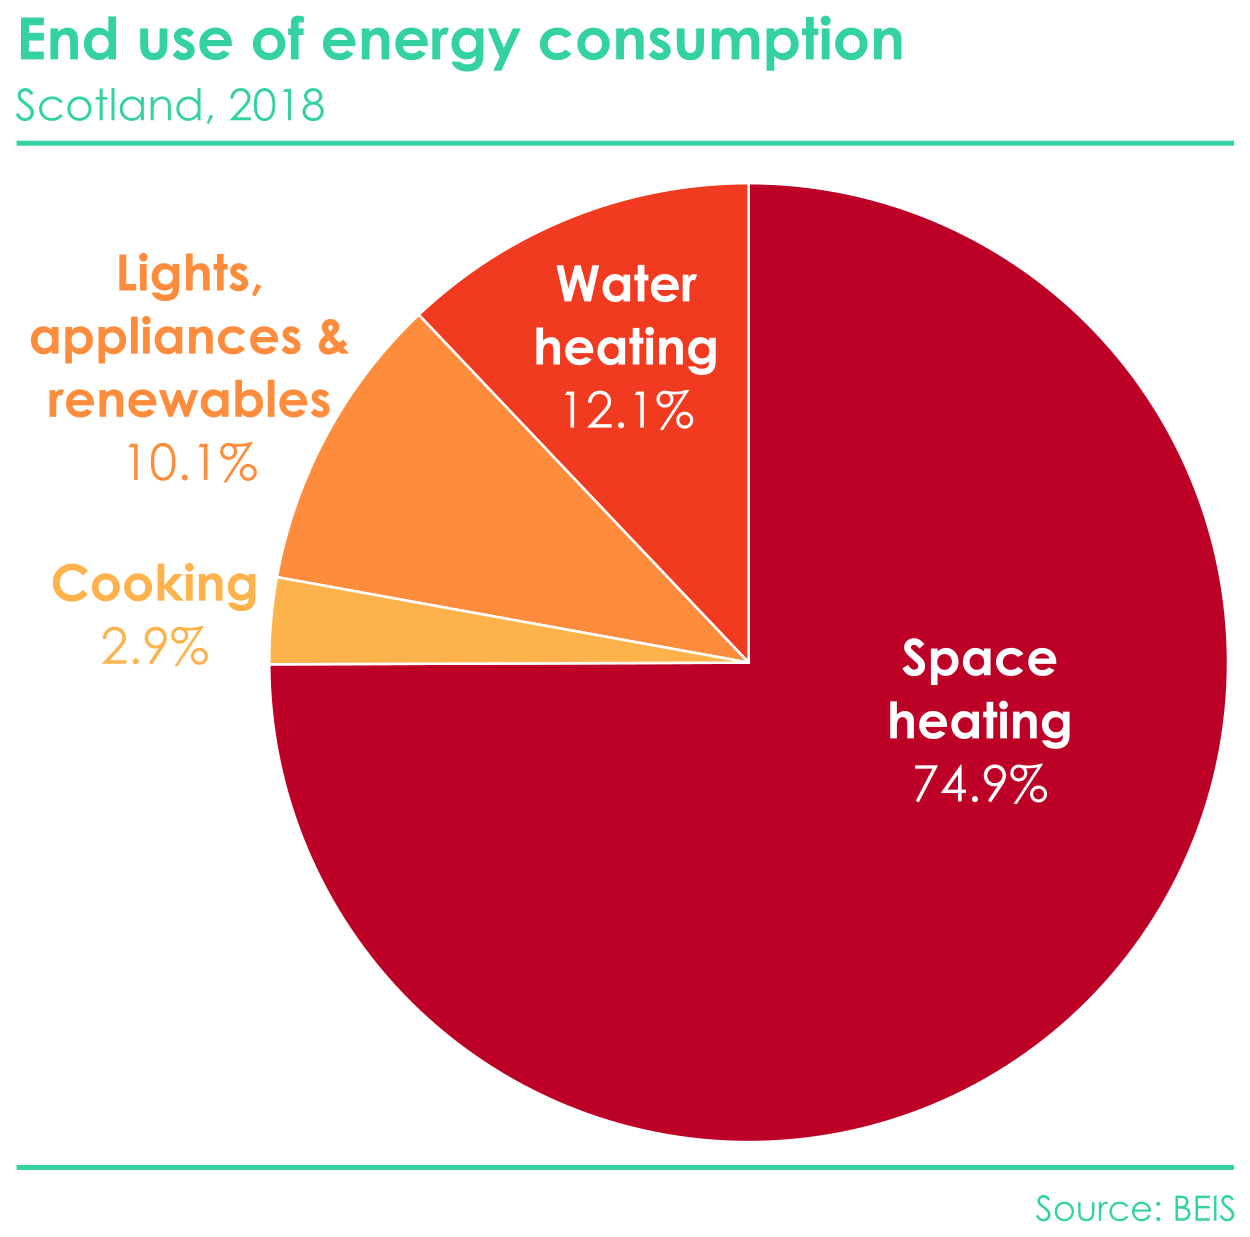 End use of energy consumption
Scotland, 2018
Lights,
appliances &
renewables
10.1%
Water
heating
12.1%
Cooking
2.9%
Space
heating
74.9%
Source: BEIS